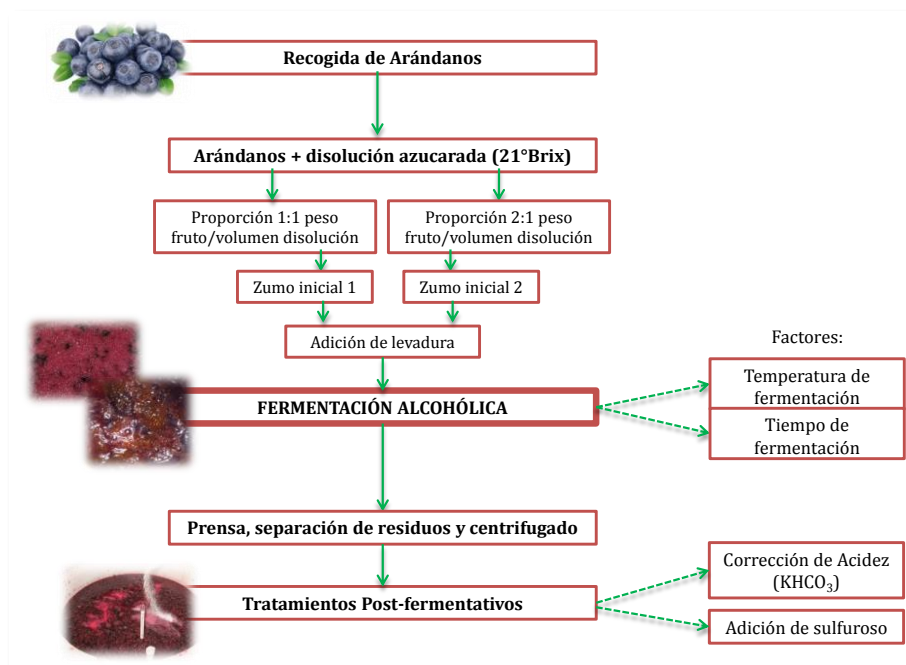 Recogida de Arándanos
Arándanos + disolución azucarada (21°Brix)
Proporción 1:1 peso
fruto/volumen disolución
Proporción 2:1 peso
fruto/volumen disolución
Zumo inicial 1
Zumo inicial 2
Adición de levadura
Factores:
Temperatura de
fermentación
FERMENTACIÓN ALCOHÓLICA
Tiempo de
fermentación
Prensa, separación de residuos y centrifugado
Corrección de Acidez
(KHCO₃)
Tratamientos Post-fermentativos
Adición de sulfuroso